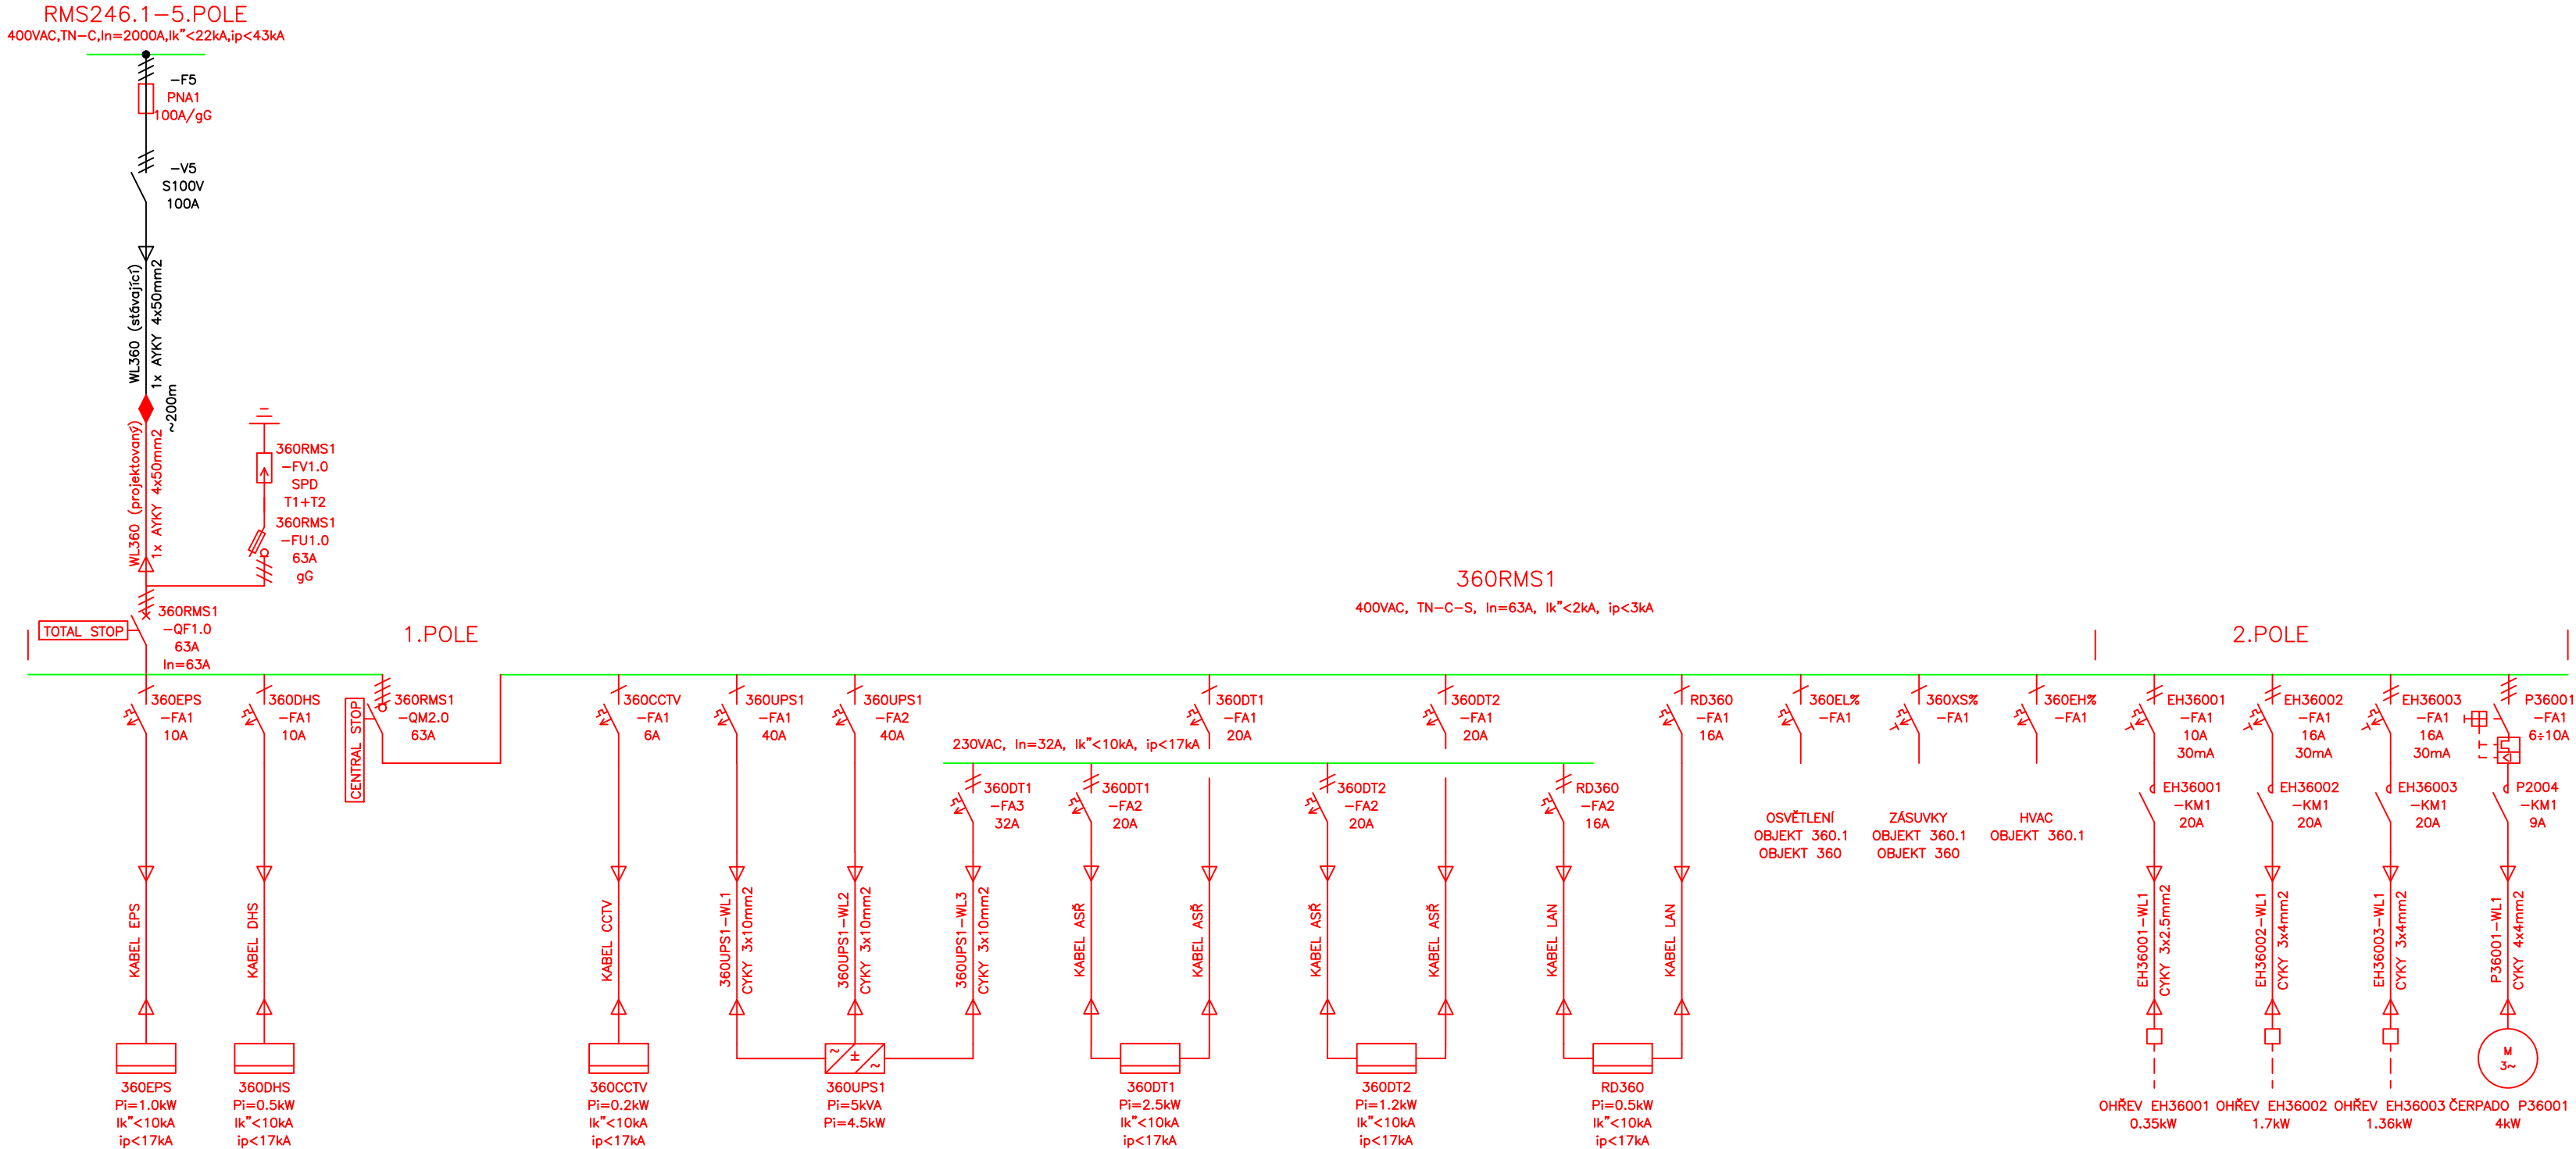 RMS246.1-5.POLE
400VAC,TN-C,In=2000A,Ik"<22kA,ip<43kA
-F5
PNA1
100A/gG
-V5
S100V
100A
WL360 (stávající)
1x AYKY 4x50mm2
~200m
WL360 (projektovaný)
1x AYKY 4x50mm2
360RMS1
-FV1.0
SPD
T1+T2
360RMS1
-FU1.0
63A
gG
360RMS1
-QF1.0
63A
In=63A
TOTAL STOP
1.POLE
360RMS1
400VAC, TN-C-S, In=63A, Ik"<2kA, ip<3kA
2.POLE
360EPS
-FA1
10A
360DHS
-FA1
10A
CENTRAL STOP
360RMS1
-QM2.0
63A
360CCTV
-FA1
6A
360UPS1
-FA1
40A
360UPS1
-FA2
40A
360DT1
-FA1
20A
360DT2
-FA1
20A
RD360
-FA1
16A
360EL%
-FA1
360XS%
-FA1
360EH%
-FA1
EH36001
-FA1
10A
30mA
EH36002
-FA1
16A
30mA
EH36003
-FA1
16A
30mA
P36001
-FA1
6÷10A
230VAC, In=32A, Ik"<10kA, ip<17kA
360DT1
-FA3
32A
360DT1
-FA2
20A
360DT2
-FA2
20A
RD360
-FA2
16A
OSVĚTLENÍ
OBJEKT 360.1
OBJEKT 360
ZÁSUVKY
OBJEKT 360.1
OBJEKT 360
HVAC
OBJEKT 360.1
EH36001
-KM1
20A
EH36002
-KM1
20A
EH36003
-KM1
20A
P2004
-KM1
9A
KABEL EPS
KABEL DHS
KABEL CCTV
360UPS1-WL1
CYKY 3x10mm2
360UPS1-WL2
CYKY 3x10mm2
360UPS1-WL3
CYKY 3x10mm2
KABEL ASŘ
KABEL ASŘ
KABEL ASŘ
KABEL ASŘ
KABEL LAN
KABEL LAN
EH36001-WL1
CYKY 3x2.5mm2
EH36002-WL1
CYKY 3x4mm2
EH36003-WL1
CYKY 3x4mm2
P36001-WL1
CYKY 4x4mm2
~ ± ~
M
3~
360EPS
Pi=1.0kW
Ik"<10kA
ip<17kA
360DHS
Pi=0.5kW
Ik"<10kA
ip<17kA
360CCTV
Pi=0.2kW
Ik"<10kA
ip<17kA
360UPS1
Pi=5kVA
Pi=4.5kW
360DT1
Pi=2.5kW
Ik"<10kA
ip<17kA
360DT2
Pi=1.2kW
Ik"<10kA
ip<17kA
RD360
Pi=0.5kW
Ik"<10kA
ip<17kA
OHŘEV EH36001
0.35kW
OHŘEV EH36002
1.7kW
OHŘEV EH36003
1.36kW
ČERPADO P36001
4kW